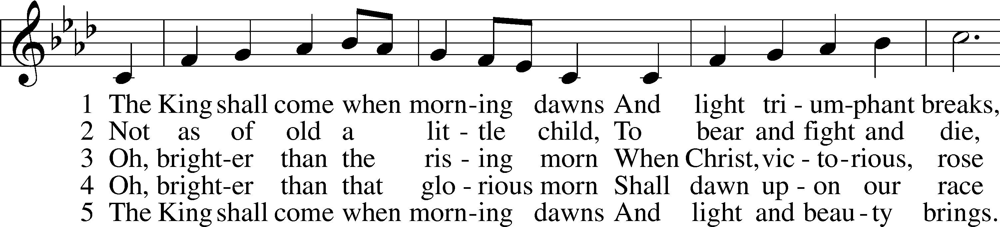 1 The King shall come when morn-ing dawns And light tri - um-phant breaks,
2 Not as of old a lit - tle child, To bear and fight and die,
3 Oh, bright-er than the ris - ing morn When Christ, vic - to-rious, rose
4 Oh, bright-er than that glo - rious morn Shall dawn up - on our race
5 The King shall come when morn-ing dawns And light and beau - ty brings.